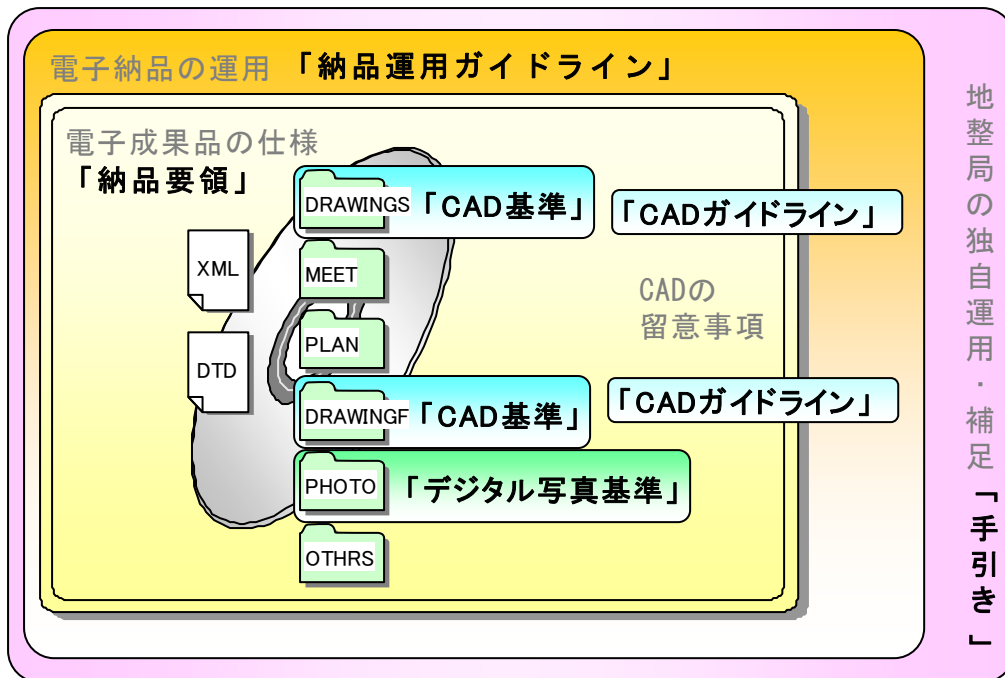 電子納品の運用 「納品運用ガイドライン」
電子成果品の仕様
「納品要領」
DRAWINGS 「CAD基準」
「CADガイドライン」
XML
MEET
CADの
留意事項
PLAN
DTD
DRAWINGF 「CAD基準」
「CADガイドライン」
PHOTO 「デジタル写真基準」
OTHRS
地整局の独自運用・補足「手引き」